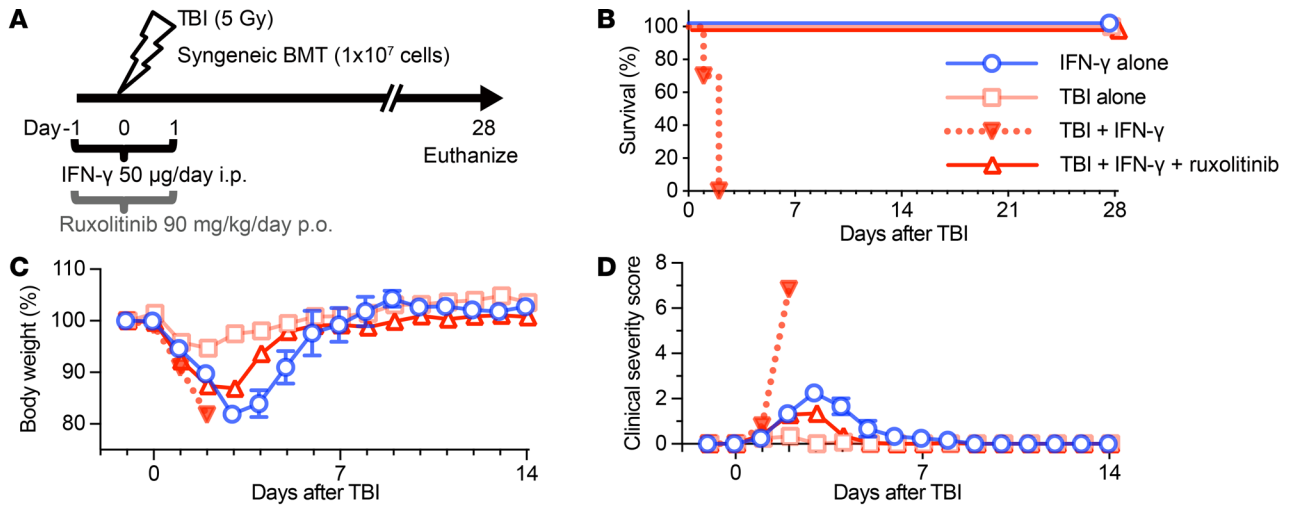 A
TBI (5 Gy)
Syngeneic BMT (1x10⁷ cells)
Day -1 0 1 28
Euthanize
IFN-γ 50 µg/day i.p.
Ruxolitinib 90 mg/kg/day p.o.
B
Survival (%)
100
80
60
40
20
0
0 7 14 21 28
Days after TBI
IFN-γ alone
TBI alone
TBI + IFN-γ
TBI + IFN-γ + ruxolitinib
C
Body weight (%)
110
100
90
80
0 7 14
Days after TBI
D
Clinical severity score
8
6
4
2
0
0 7 14
Days after TBI